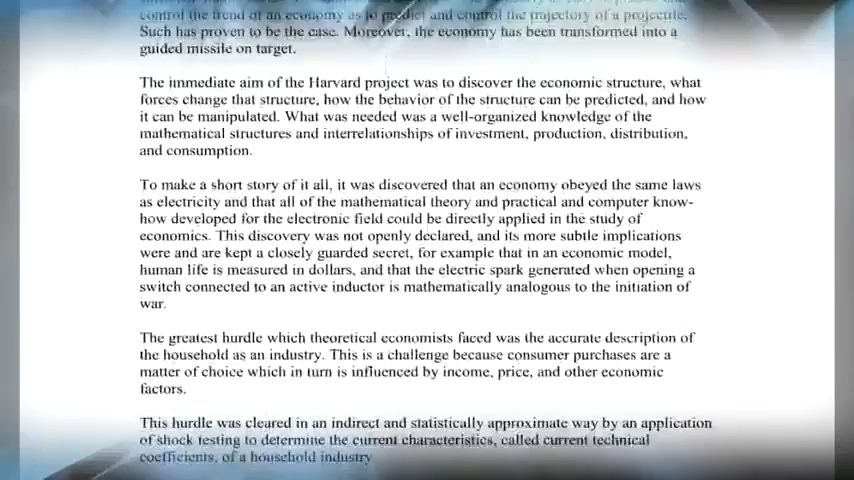 control the trend of an economy as to predict and control the trajectory of a projectile.
Such has proven to be the case. Moreover, the economy has been transformed into a
guided missile on target.
The immediate aim of the Harvard project was to discover the economic structure, what
forces change that structure, how the behavior of the structure can be predicted, and how
it can be manipulated. What was needed was a well-organized knowledge of the
mathematical structures and interrelationships of investment, production, distribution,
and consumption.
To make a short story of it all, it was discovered that an economy obeyed the same laws
as electricity and that all of the mathematical theory and practical and computer know-
how developed for the electronic field could be directly applied in the study of
economics. This discovery was not openly declared, and its more subtle implications
were and are kept a closely guarded secret, for example that in an economic model,
human life is measured in dollars, and that the electric spark generated when opening a
switch connected to an active inductor is mathematically analogous to the initiation of
war.
The greatest hurdle which theoretical economists faced was the accurate description of
the household as an industry. This is a challenge because consumer purchases are a
matter of choice which in turn is influenced by income, price, and other economic
factors.
This hurdle was cleared in an indirect and statistically approximate way by an application
of shock testing to determine the current characteristics, called current technical
coefficients, of a household industry